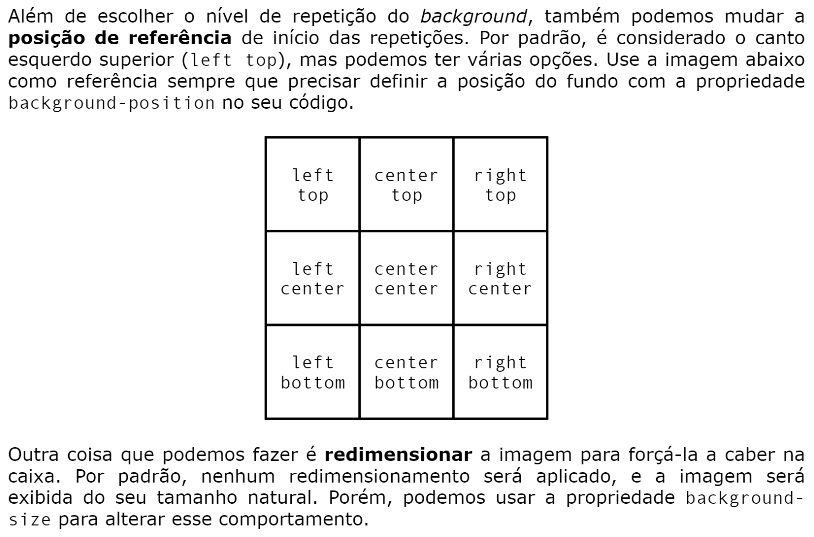 Além de escolher o nível de repetição do background, também podemos mudar a
posição de referência de início das repetições. Por padrão, é considerado o canto
esquerdo superior (left top), mas podemos ter várias opções. Use a imagem abaixo
como referência sempre que precisar definir a posição do fundo com a propriedade
background-position no seu código.
left top
center top
right top
left center
center center
right center
left bottom
center bottom
right bottom
Outra coisa que podemos fazer é redimensionar a imagem para forçá-la a caber na
caixa. Por padrão, nenhum redimensionamento será aplicado, e a imagem será
exibida do seu tamanho natural. Porém, podemos usar a propriedade background-
size para alterar esse comportamento.